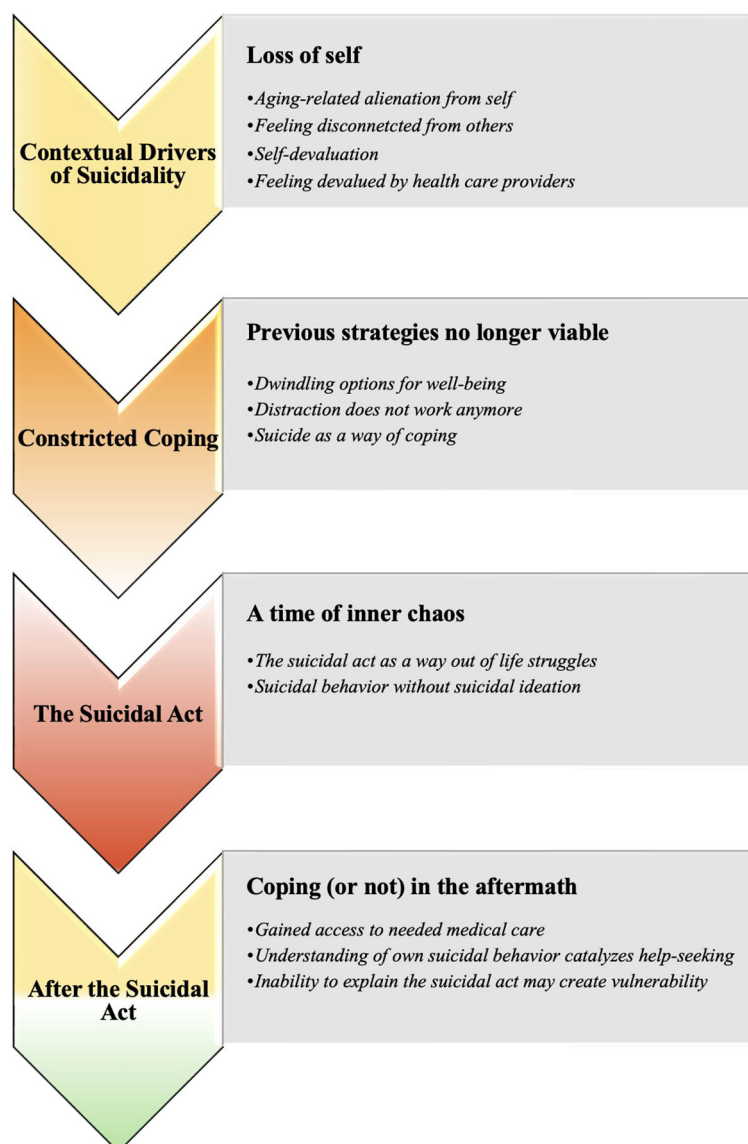 Loss of self
•Aging-related alienation from self
•Feeling disconnetcted from others
•Self-devaluation
•Feeling devalued by health care providers
Contextual Drivers
of Suicidality
Previous strategies no longer viable
•Dwindling options for well-being
•Distraction does not work anymore
•Suicide as a way of coping
Constricted Coping
A time of inner chaos
•The suicidal act as a way out of life struggles
•Suicidal behavior without suicidal ideation
The Suicidal Act
Coping (or not) in the aftermath
•Gained access to needed medical care
•Understanding of own suicidal behavior catalyzes help-seeking
•Inability to explain the suicidal act may create vulnerability
After the Suicidal
Act